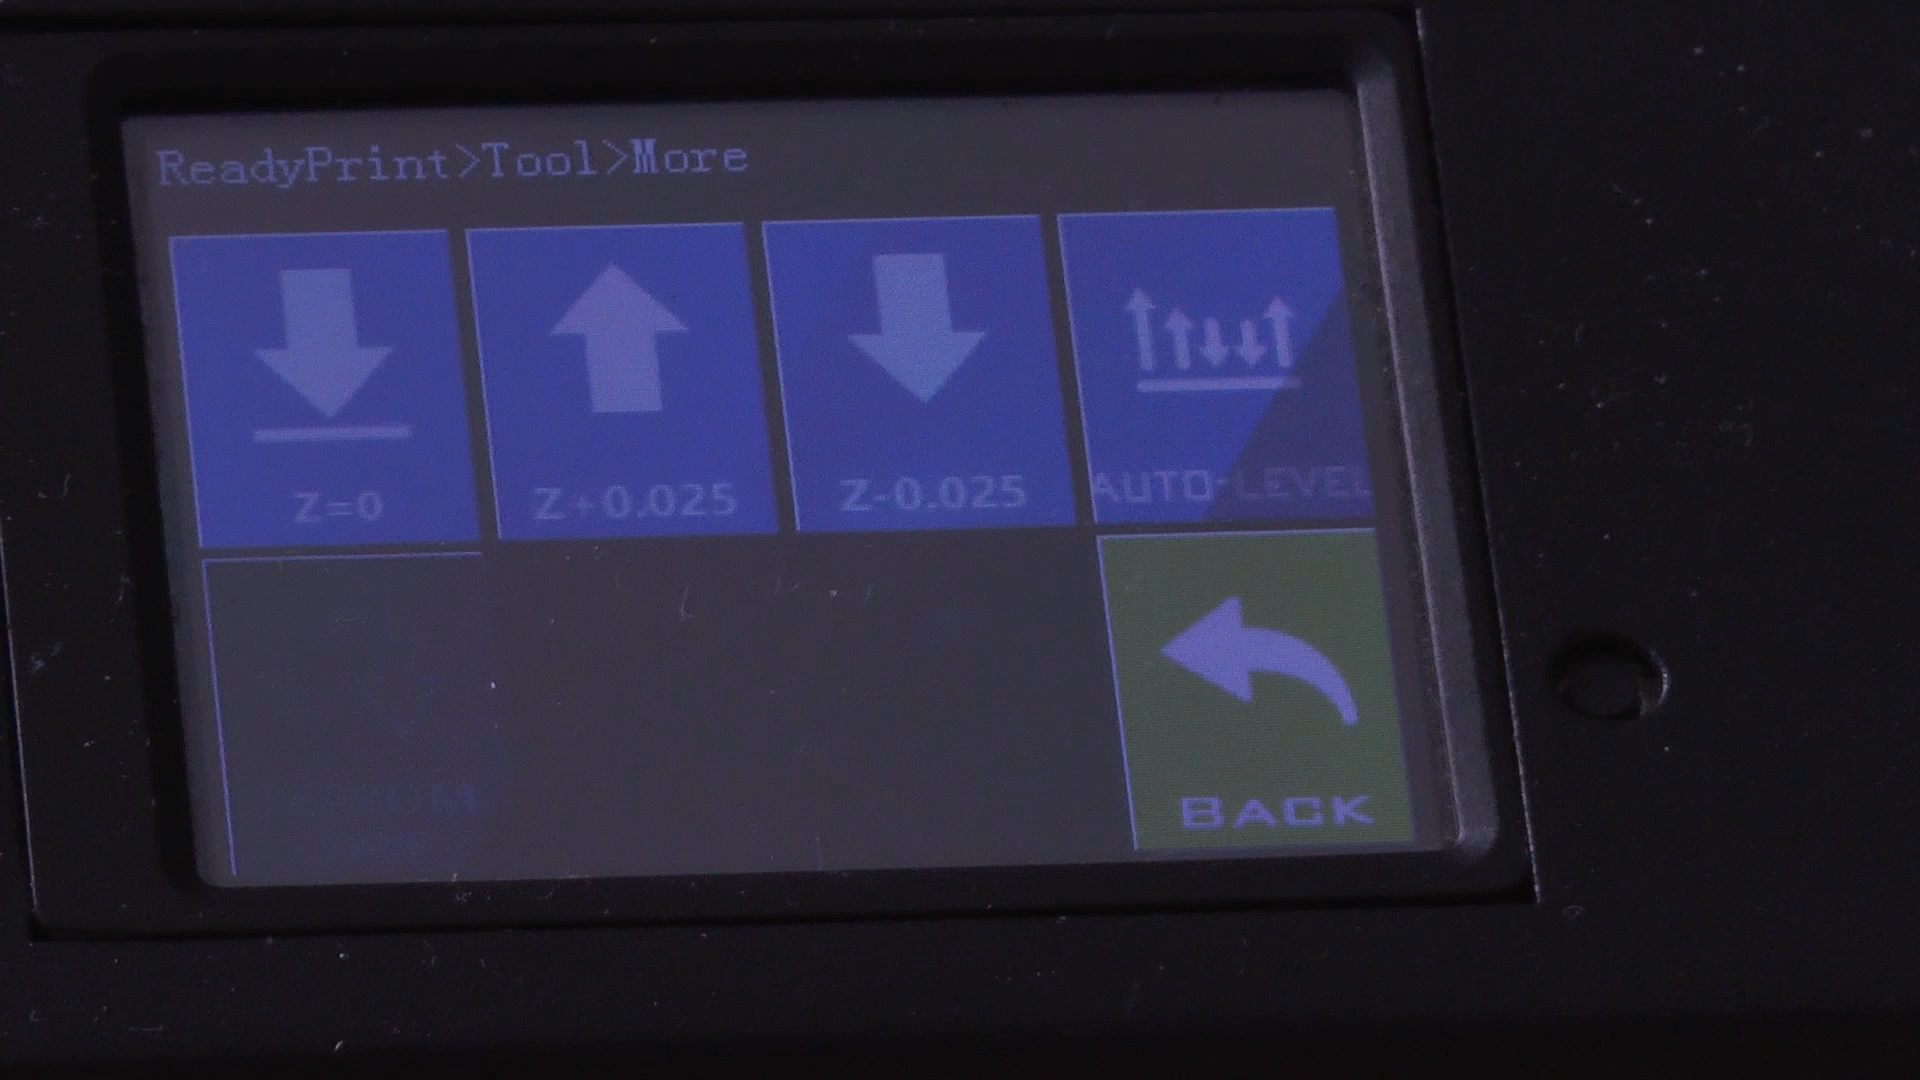 ReadyPrint>Tool>More
Z=0
Z+0.025
Z-0.025
AUTO-LEVEL
BACK